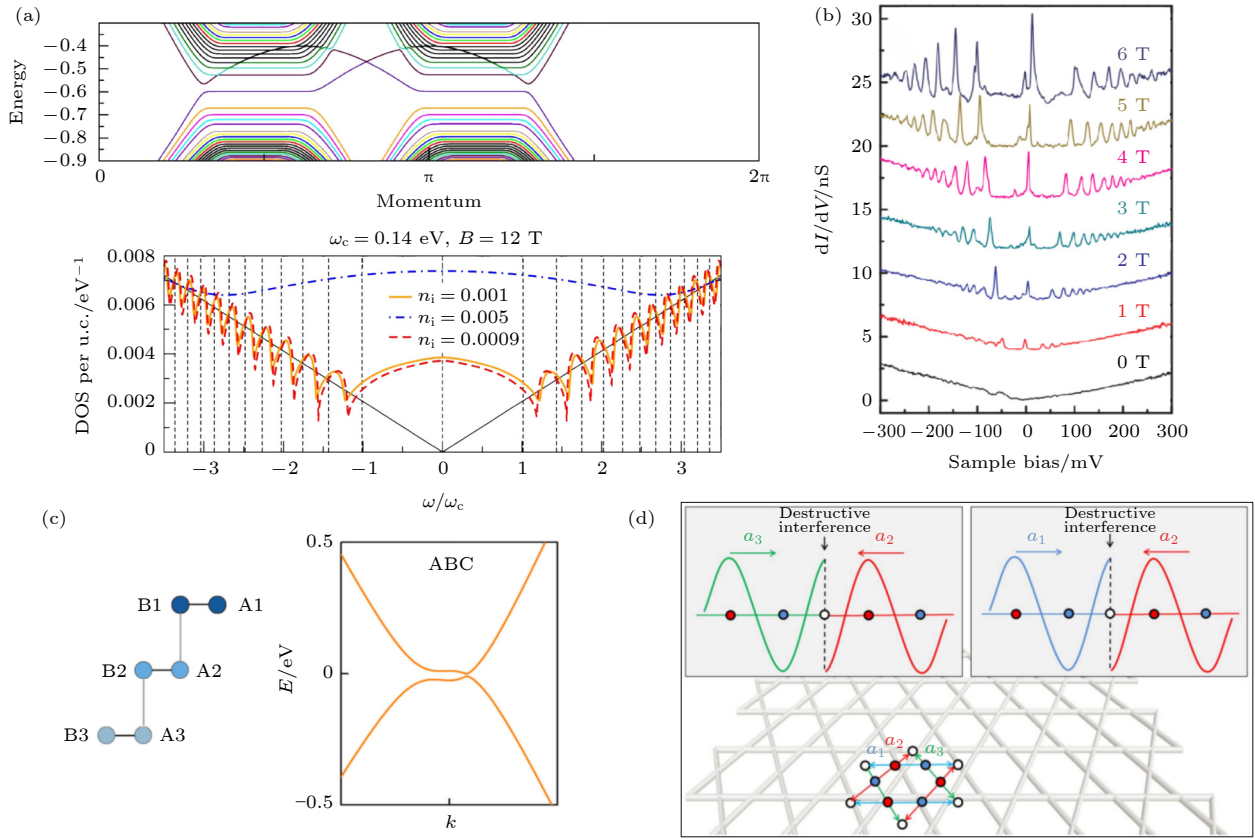 (a)
−0.4
−0.5
−0.6
−0.7
−0.8
−0.9
Energy
0
π
2π
Momentum
ωc = 0.14 eV, B = 12 T
0.008
0.006
0.004
0.002
0
DOS per u.c./eV−1
ni = 0.001
ni = 0.005
ni = 0.0009
−3
−2
−1
0
1
2
3
ω/ωc
(b)
30
25
20
15
10
5
0
dI/dV/nS
6 T
5 T
4 T
3 T
2 T
1 T
0 T
−300
−200
−100
0
100
200
300
Sample bias/mV
(c)
B1
A1
B2
A2
B3
A3
ABC
0.5
0
−0.5
E/eV
k
(d)
Destructive
interference
a3
a2
Destructive
interference
a1
a2
a1
a2
a3